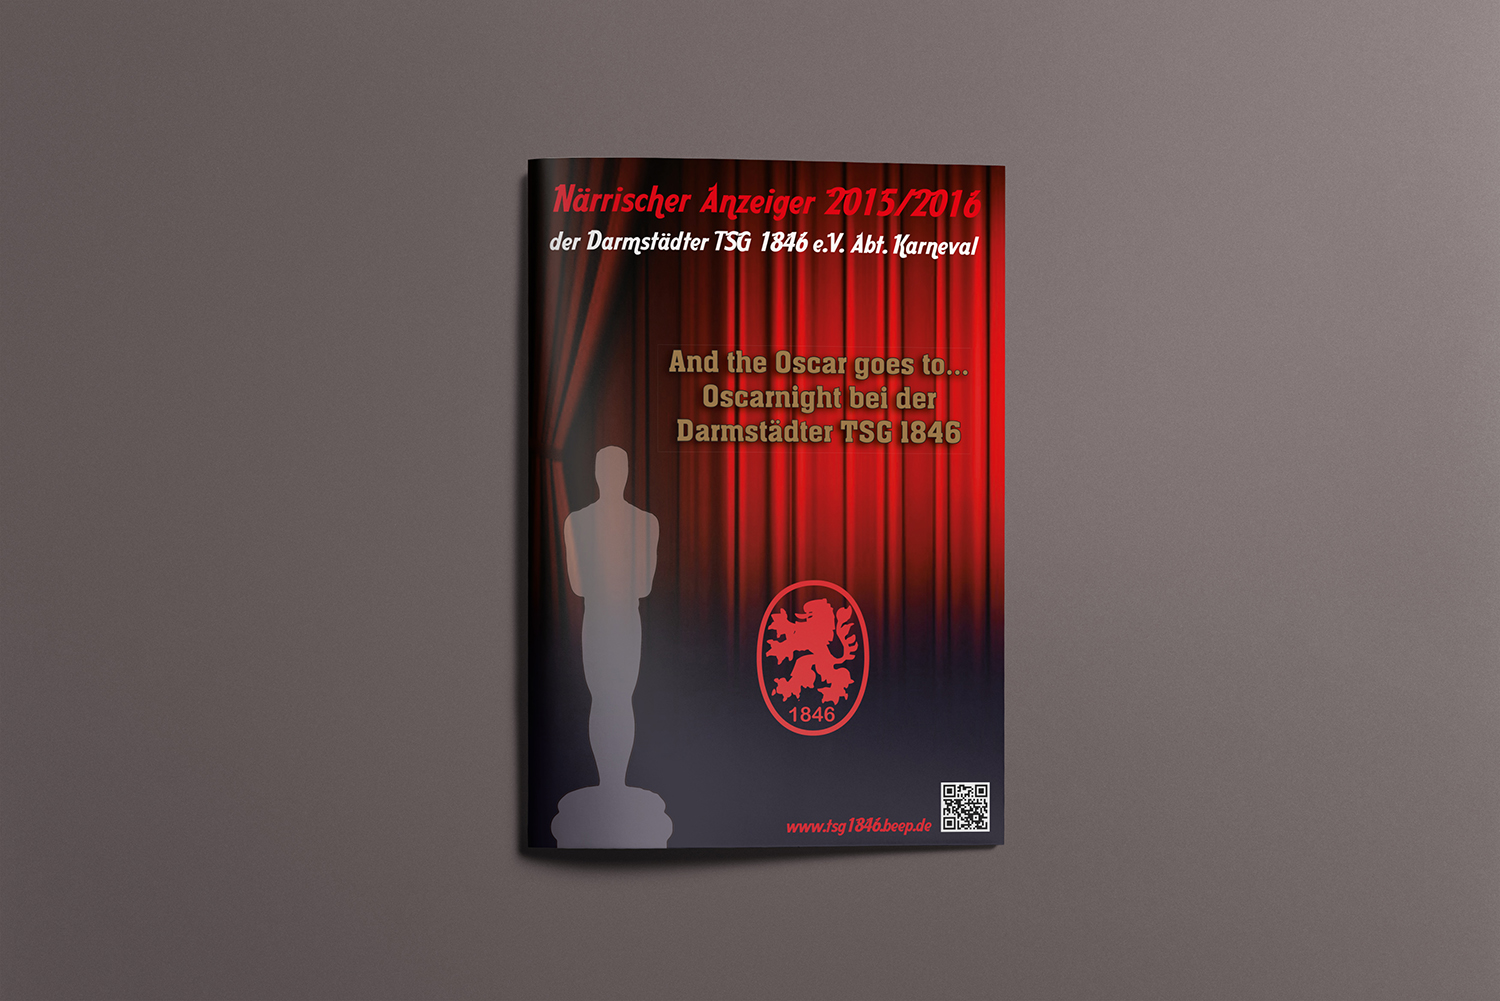 Närrischer Anzeiger 2015/2016
der Darmstädter TSG 1846 e.V. Abt. Karneval
And the Oscar goes to...
Oscarnight bei der
Darmstädter TSG 1846
1846
www.tsg1846.beep.de